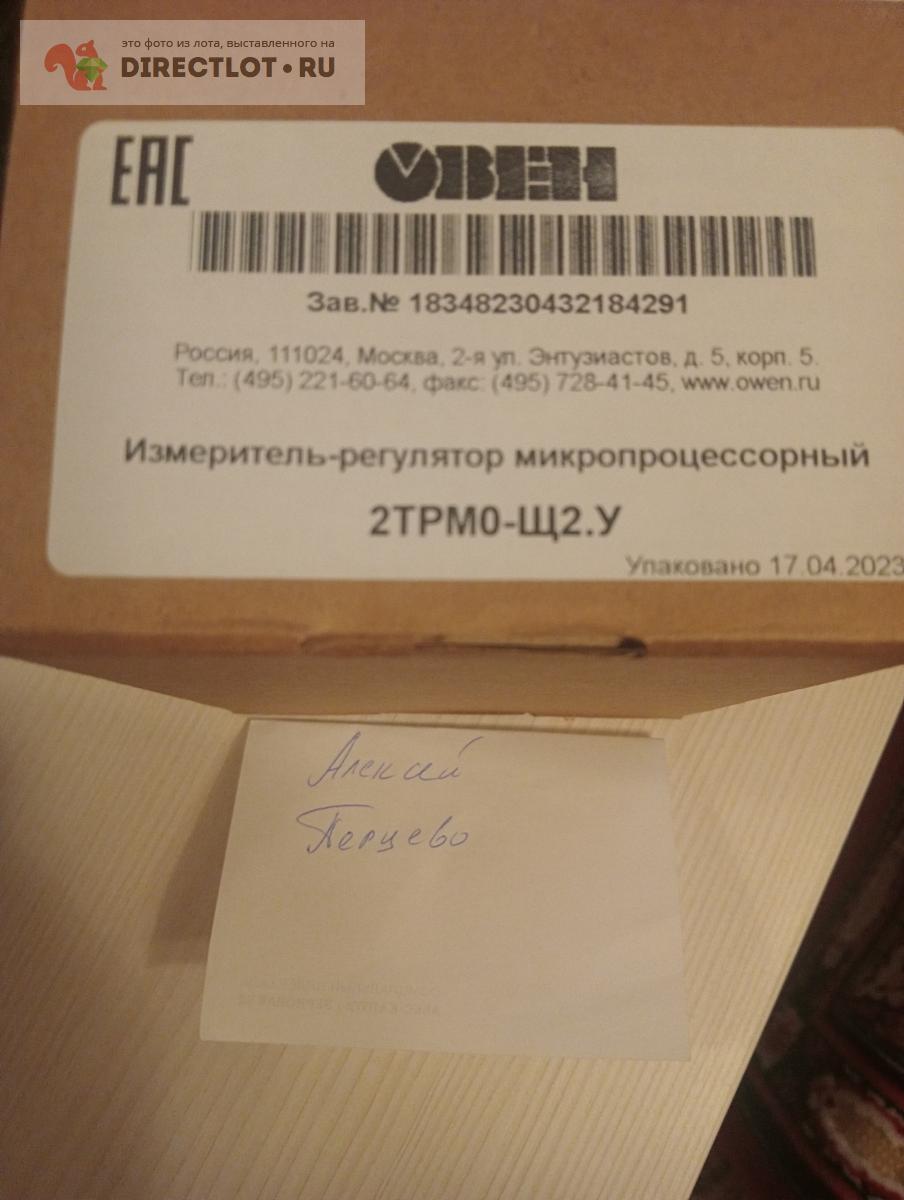 это фото из лота, выставленного на
DIRECTLOT.RU
EAC
ОВЕН
Зав.№ 18348230432184291
Россия, 111024, Москва, 2-я ул. Энтузиастов, д. 5, корп. 5.
Тел.: (495) 221-60-64, факс: (495) 728-41-45, www.owen.ru
Измеритель-регулятор микропроцессорный
2ТРМ0-Щ2.У
Упаковано 17.04.2023
Алексей
Перцево